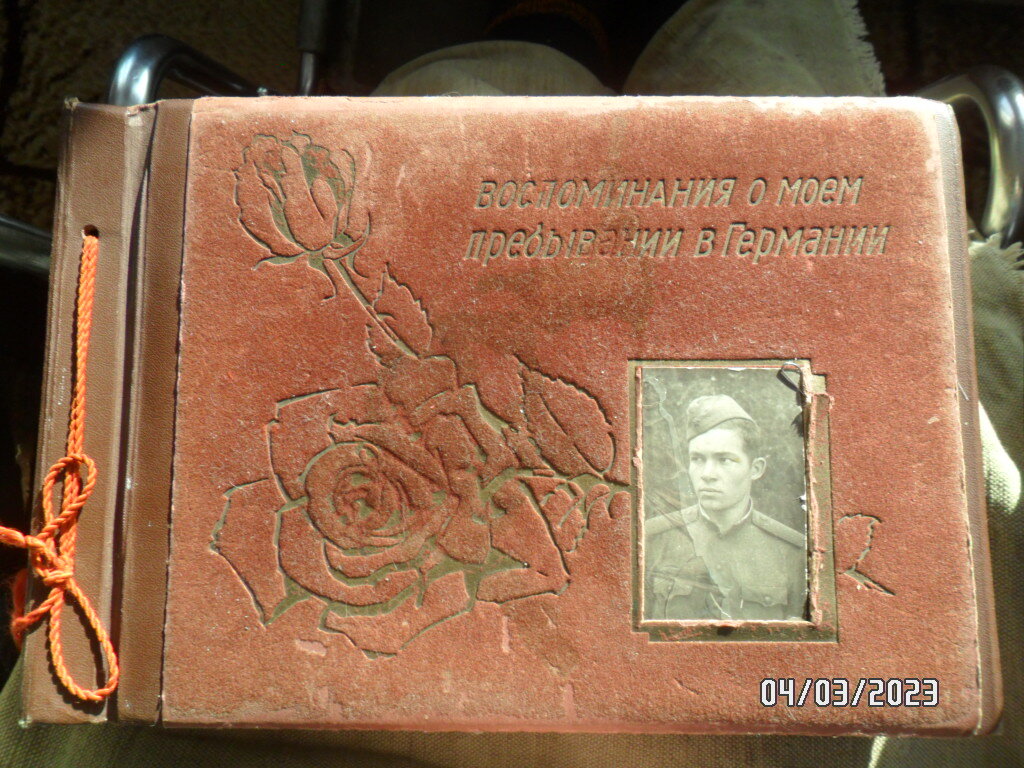 Воспоминания о моем
пребывании в Германии
04/03/2023